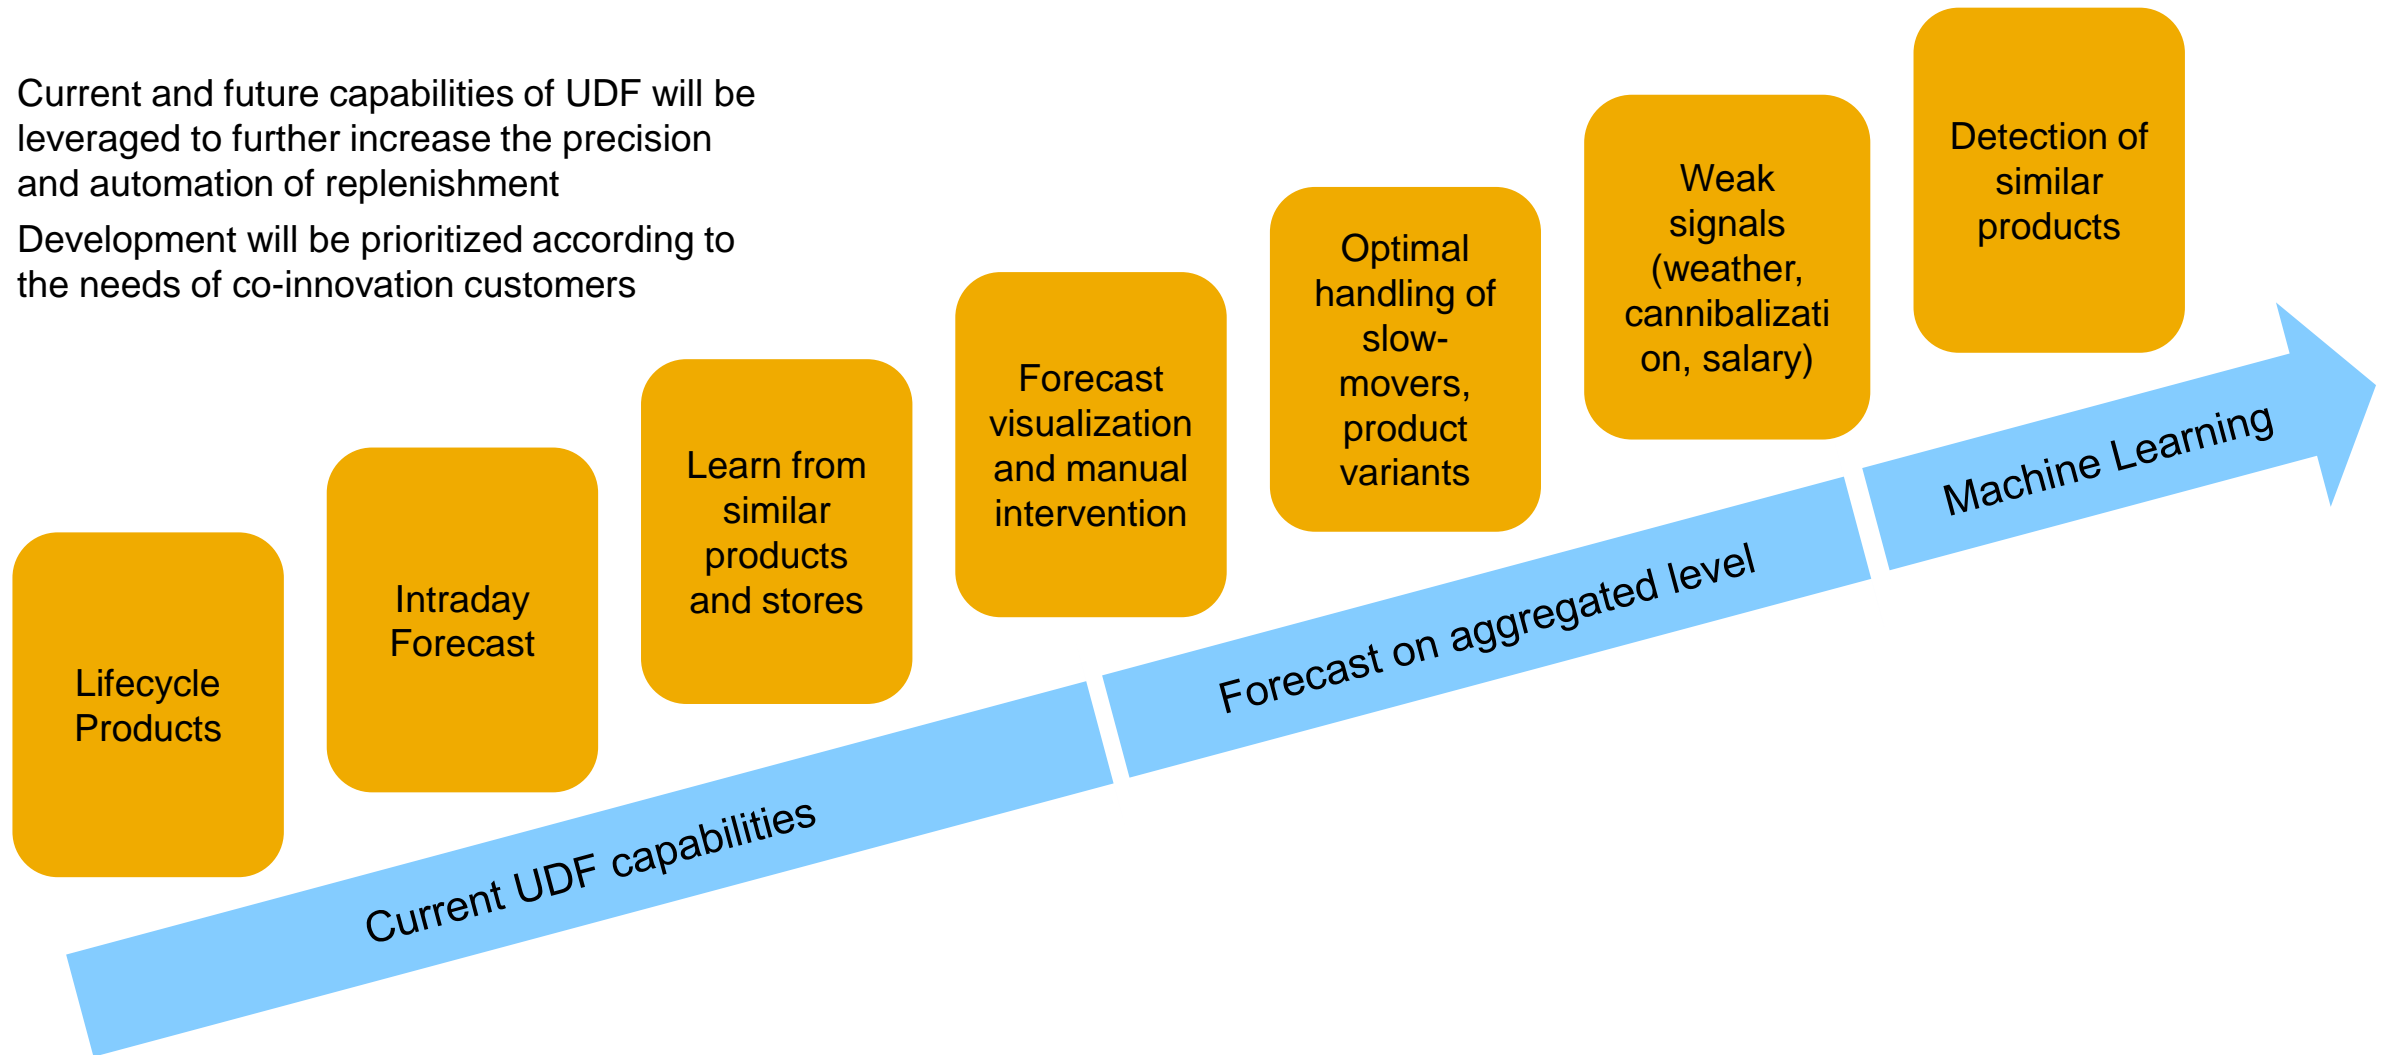 Current and future capabilities of UDF will be
leveraged to further increase the precision
and automation of replenishment
Development will be prioritized according to
the needs of co-innovation customers
Lifecycle
Products
Intraday
Forecast
Learn from
similar
products
and stores
Forecast
visualization
and manual
intervention
Optimal
handling of
slow-
movers,
product
variants
Weak
signals
(weather,
cannibalizati
on, salary)
Detection of
similar
products
Current UDF capabilities
Forecast on aggregated level
Machine Learning